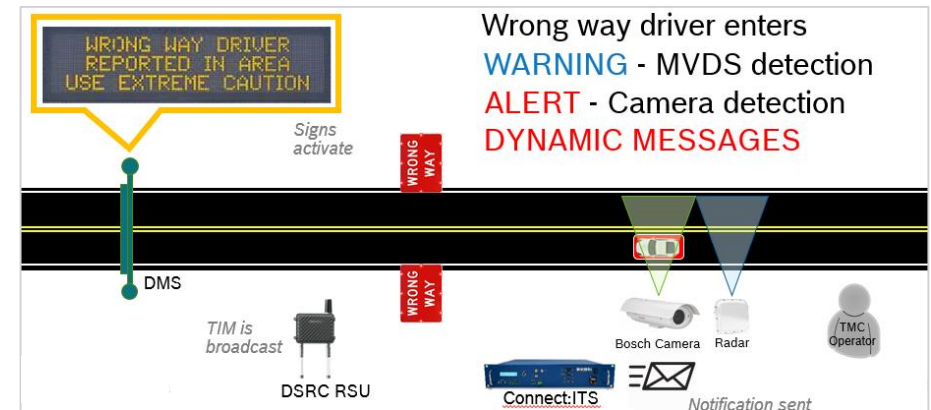 WRONG WAY DRIVER
REPORTED IN AREA
USE EXTREME CAUTION
Wrong way driver enters
WARNING - MVDS detection
ALERT - Camera detection
DYNAMIC MESSAGES
Signs
activate
WRONG
WAY
DMS
WRONG
WAY
TIM is
broadcast
DSRC RSU
Bosch Camera
Radar
TMC
Operator
Connect:ITS
Notification sent